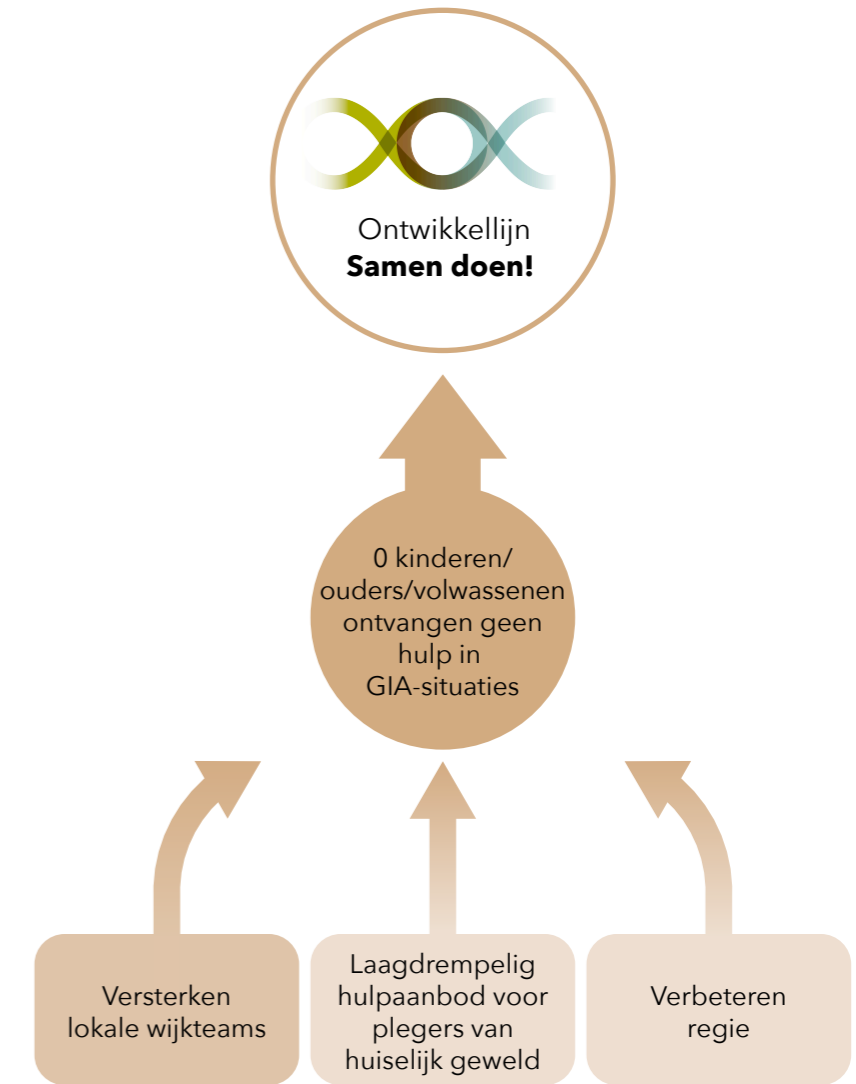 Ontwikkellijn
Samen doen!
0 kinderen/
ouders/volwassenen
ontvangen geen
hulp in
GIA-situaties
Versterken
lokale wijkteams
Laagdrempelig
hulpaanbod voor
plegers van
huiselijk geweld
Verbeteren
regie